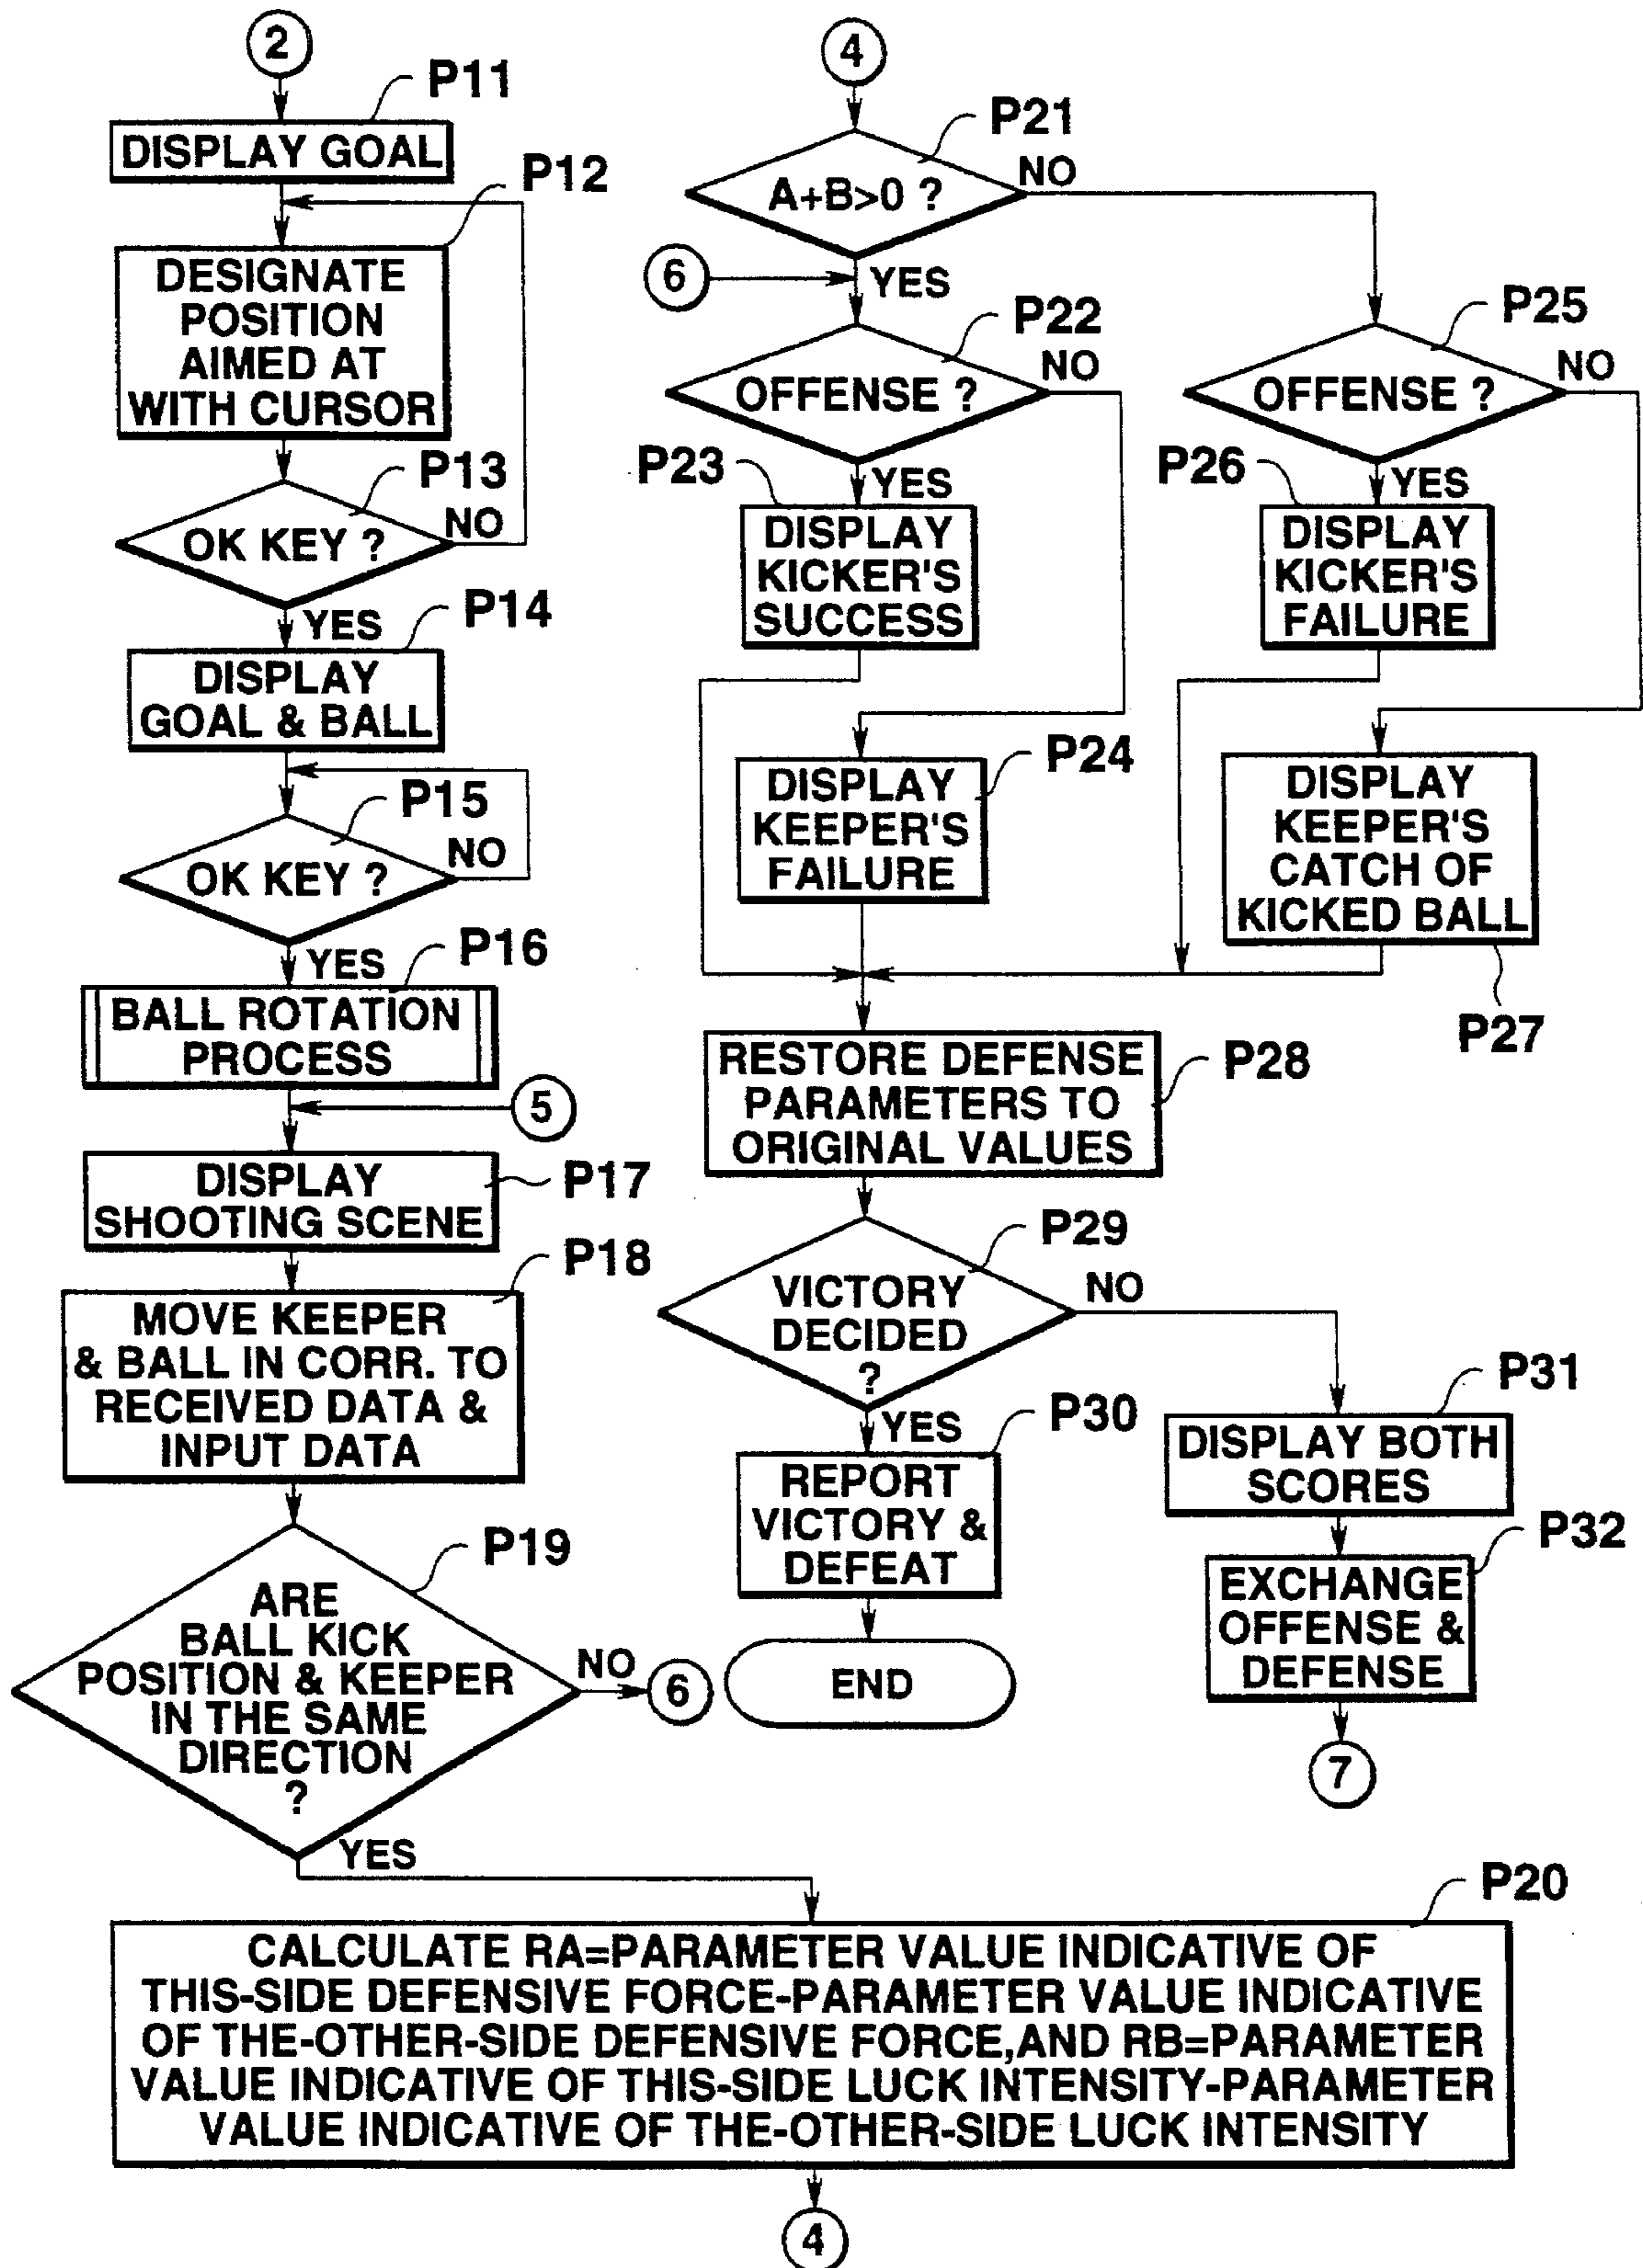 2
P11
DISPLAY GOAL
P12
DESIGNATE
POSITION
AIMED AT
WITH CURSOR
P13
OK KEY ?
NO
YES
P14
DISPLAY
GOAL & BALL
P15
OK KEY ?
NO
YES
P16
BALL ROTATION
PROCESS
5
DISPLAY
SHOOTING SCENE
P17
P18
MOVE KEEPER
& BALL IN CORR. TO
RECEIVED DATA &
INPUT DATA
P19
ARE
BALL KICK
POSITION & KEEPER
IN THE SAME
DIRECTION
?
NO
6
YES
P20
CALCULATE RA=PARAMETER VALUE INDICATIVE OF
THIS-SIDE DEFENSIVE FORCE-PARAMETER VALUE INDICATIVE
OF THE-OTHER-SIDE DEFENSIVE FORCE,AND RB=PARAMETER
VALUE INDICATIVE OF THIS-SIDE LUCK INTENSITY-PARAMETER
VALUE INDICATIVE OF THE-OTHER-SIDE LUCK INTENSITY
4
4
P21
A+B>0 ?
NO
6
YES
P22
OFFENSE ?
NO
P23
YES
DISPLAY
KICKER'S
SUCCESS
P24
DISPLAY
KEEPER'S
FAILURE
P25
OFFENSE ?
NO
P26
YES
DISPLAY
KICKER'S
FAILURE
DISPLAY
KEEPER'S
CATCH OF
KICKED BALL
P27
RESTORE DEFENSE
PARAMETERS TO
ORIGINAL VALUES
P28
P29
VICTORY
DECIDED
?
NO
YES
P30
REPORT
VICTORY &
DEFEAT
END
P31
DISPLAY BOTH
SCORES
P32
EXCHANGE
OFFENSE &
DEFENSE
7